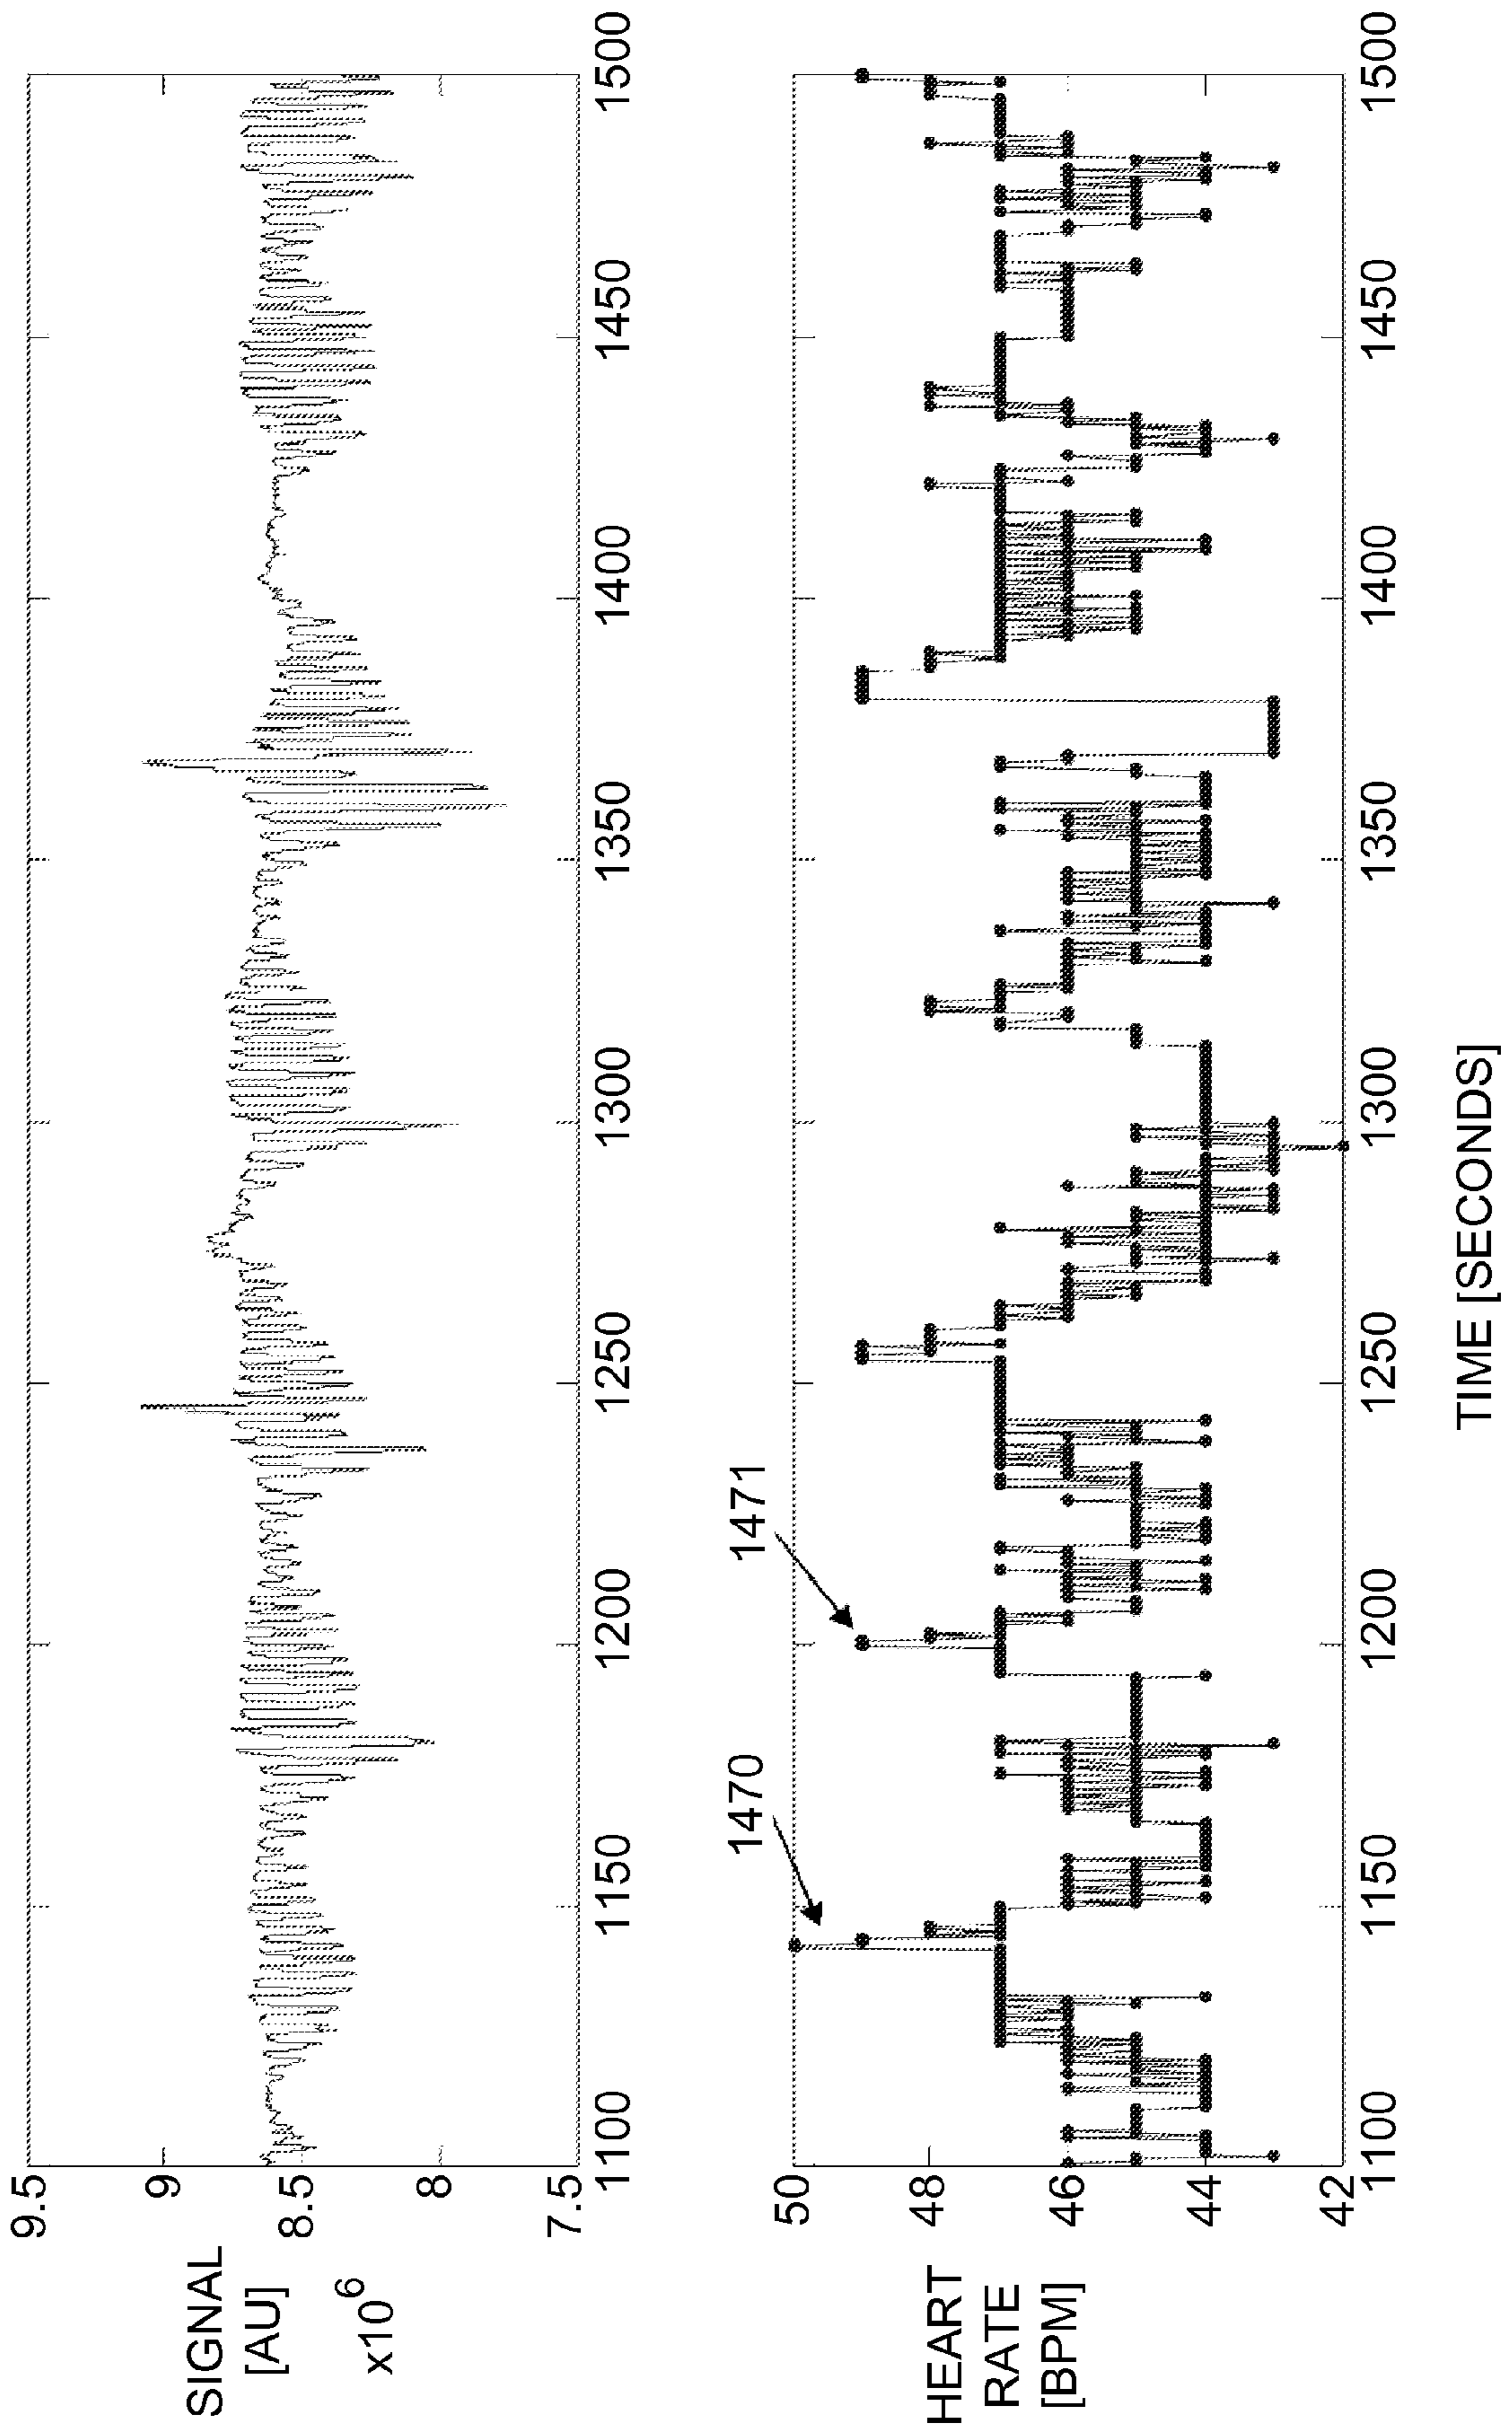 9.5
9
8.5
8
7.5
SIGNAL
[AU]
x10^6
1100 1150 1200 1250 1300 1350 1400 1450 1500
1470
1471
50
48
46
44
42
HEART
RATE
[BPM]
1100 1150 1200 1250 1300 1350 1400 1450 1500
TIME [SECONDS]